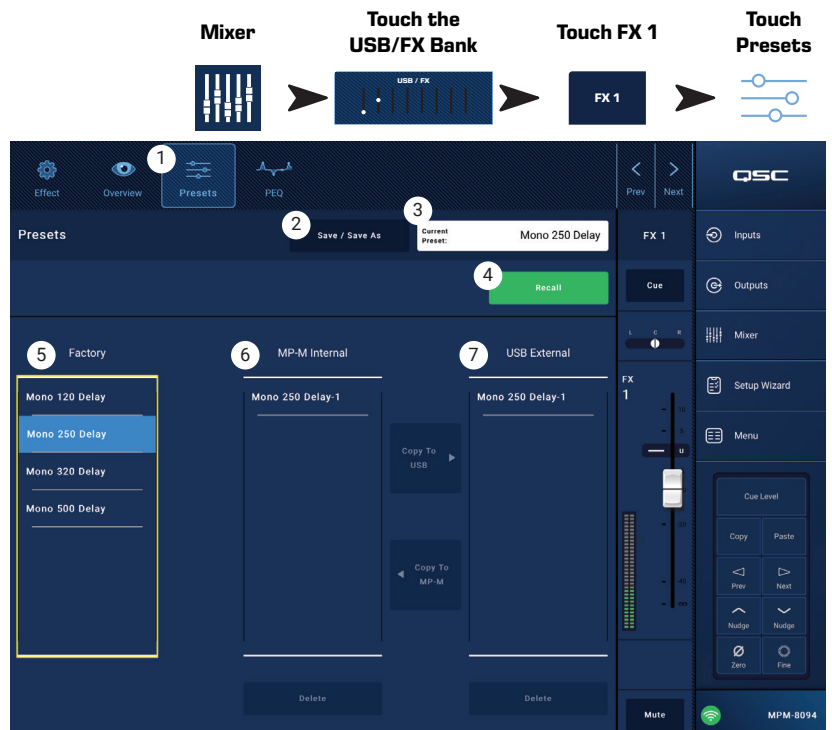 Mixer
Touch the
USB/FX Bank
Touch FX 1
Touch
Presets
USB / FX
FX 1
1
Effect
Overview
Presets
PEQ
Prev
Next
QSC
Presets
2
Save / Save As
3
Current
Preset:
Mono 250 Delay
FX 1
Inputs
4
Recall
Cue
Outputs
L C R
Mixer
5
Factory
6
MP-M Internal
7
USB External
Mono 120 Delay
Mono 250 Delay
Mono 320 Delay
Mono 500 Delay
Mono 250 Delay-1
Copy To
USB
Copy To
MP-M
Mono 250 Delay-1
Delete
Delete
FX
1
10
5
U
-20
-40
∞
Mute
Setup Wizard
Menu
Cue Level
Copy
Paste
Prev
Next
Nudge
Nudge
Zero
Fine
MPM-8094